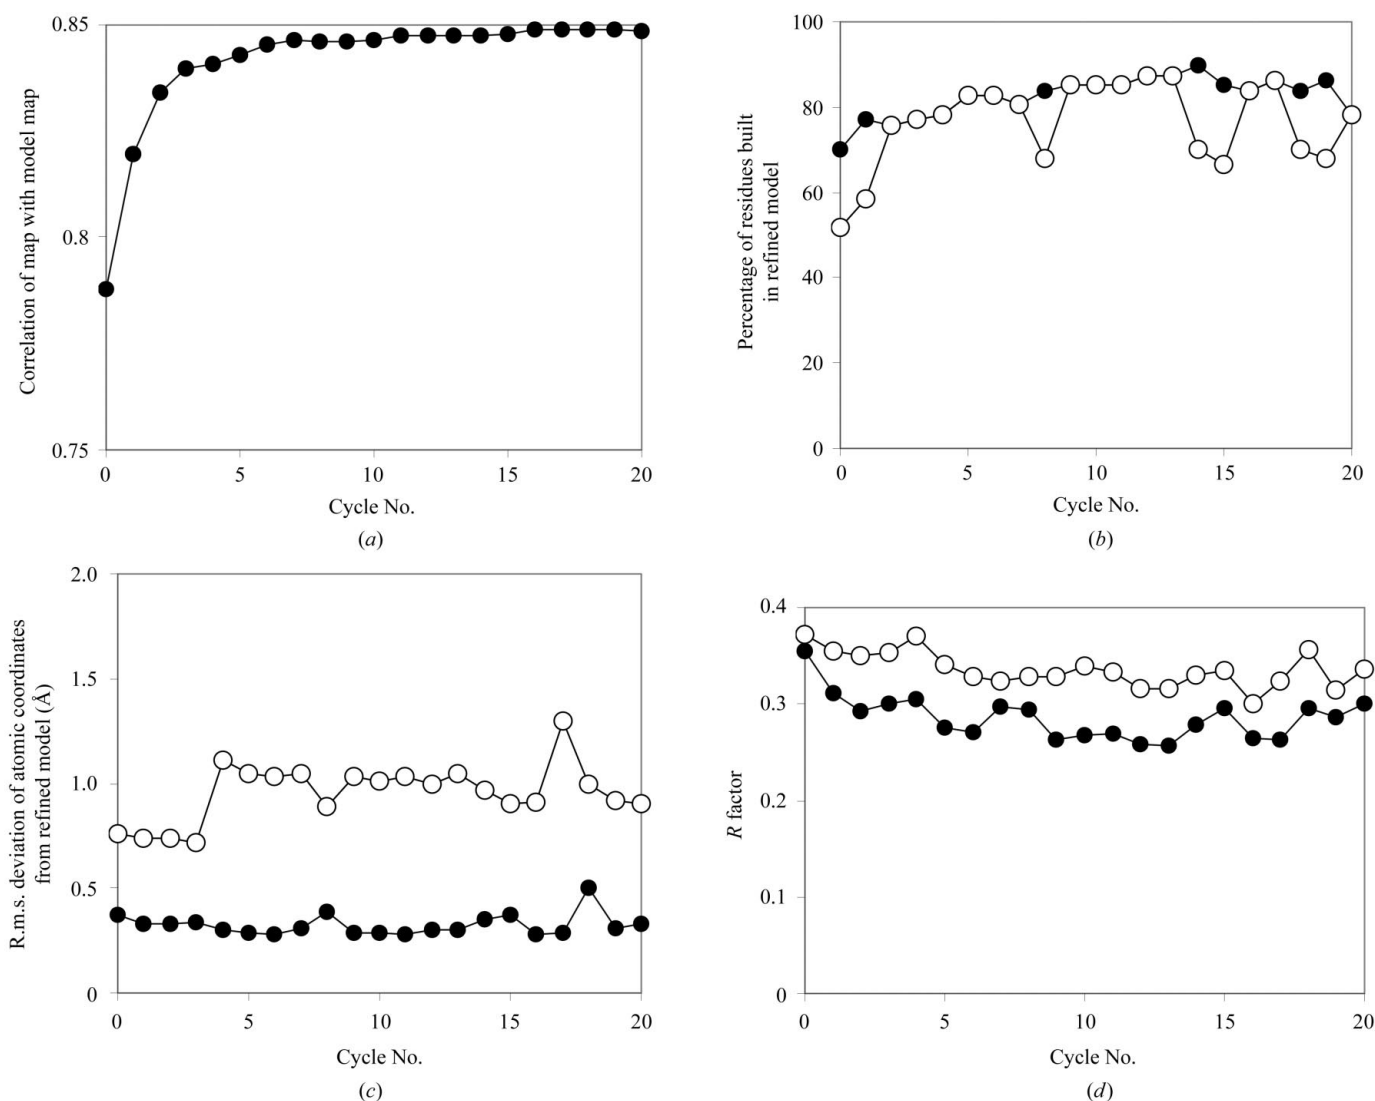 0.85
0.8
0.75
0
5
10
15
20
Correlation of map with model map
Cycle No.
(a)
100
80
60
40
20
0
0
5
10
15
20
Percentage of residues built
in refined model
Cycle No.
(b)
2.0
1.5
1.0
0.5
0
0
5
10
15
20
R.m.s. deviation of atomic coordinates
from refined model (Å)
Cycle No.
(c)
0.4
0.3
0.2
0.1
0
0
5
10
15
20
R factor
Cycle No.
(d)